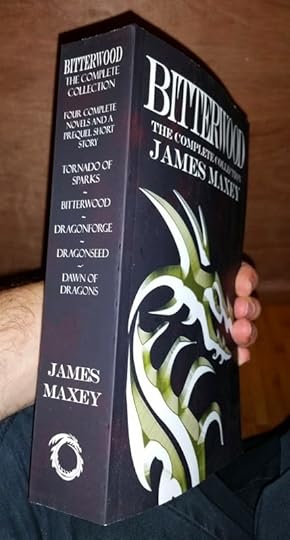 BITTERWOOD
THE COMPLETE
COLLECTION
FOUR COMPLETE
NOVELS AND A
PREQUEL SHORT
STORY
TORNADO OF
SPARKS
~
BITTERWOOD
~
DRAGONFORGE
~
DRAGONSEED
~
DAWN OF
DRAGONS
JAMES
MAXEY
BITTERWOOD
THE COMPLETE COLLECTION
JAMES MAXEY